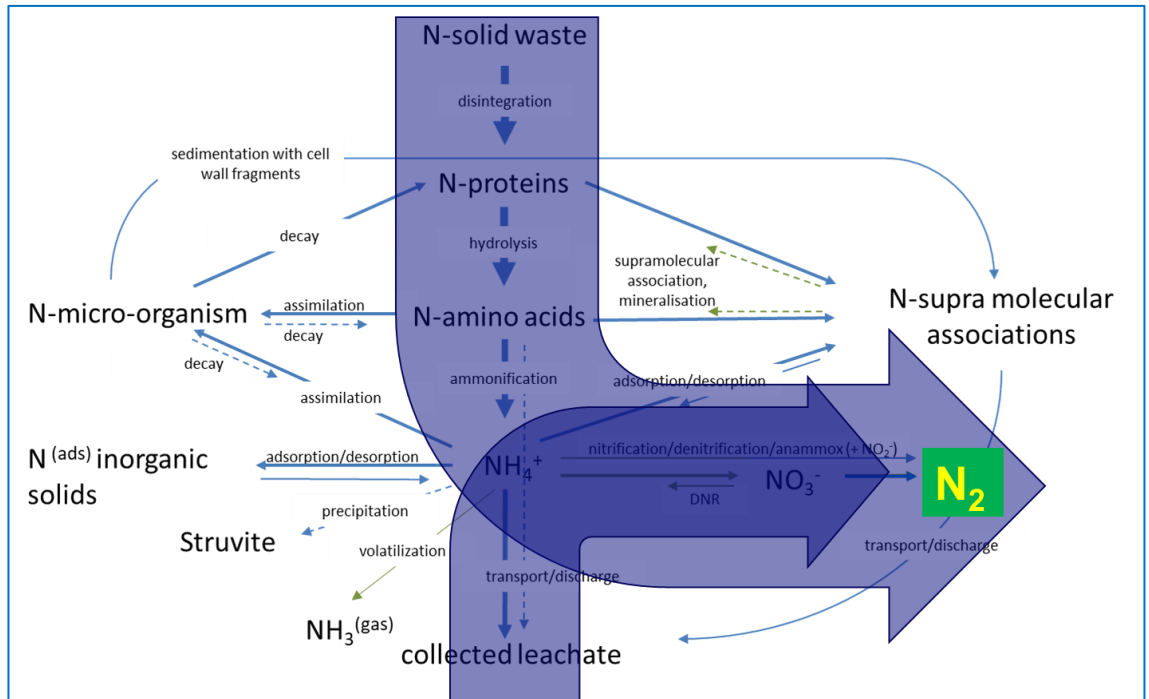 N-solid waste
disintegration
sedimentation with cell
wall fragments
N-proteins
decay
hydrolysis
supramolecular
association,
mineralisation
N-micro-organism
assimilation
decay
N-amino acids
N-supra molecular
associations
decay
ammonification
adsorption/desorption
assimilation
nitrification/denitrification/anammox (+ NO₂⁻)
N (ads) inorganic
solids
adsorption/desorption
NH₄⁺
NO₃⁻
N₂
DNR
precipitation
Struvite
volatilization
transport/discharge
transport/discharge
NH₃(gas)
collected leachate